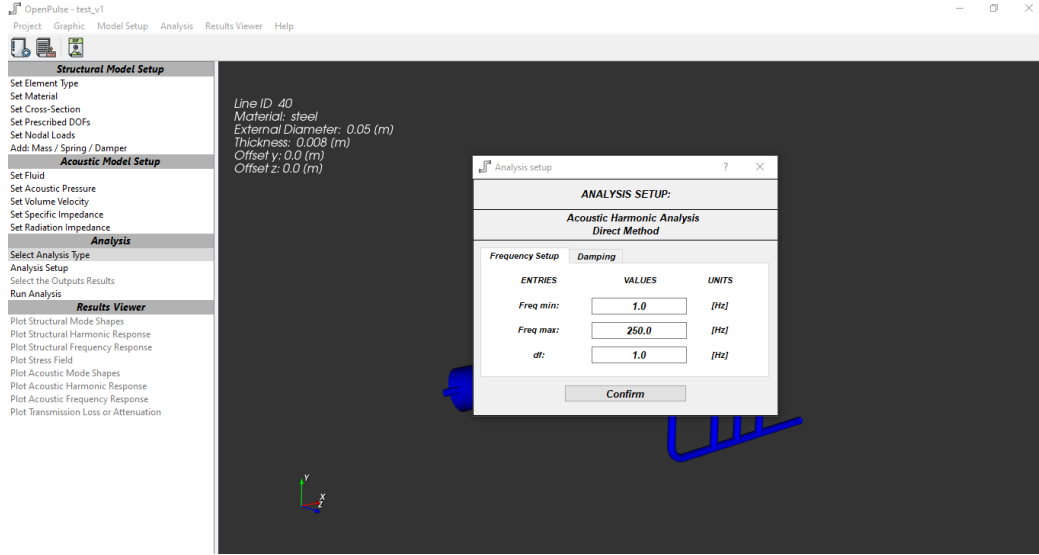 OpenPulse - test_v1
Project Graphic Model Setup Analysis Results Viewer Help
Structural Model Setup
Set Element Type
Set Material
Set Cross-Section
Set Prescribed DOFs
Set Nodal Loads
Add: Mass / Spring / Damper
Acoustic Model Setup
Set Fluid
Set Acoustic Pressure
Set Volume Velocity
Set Specific Impedance
Set Radiation Impedance
Analysis
Select Analysis Type
Analysis Setup
Select the Outputs Results
Run Analysis
Results Viewer
Plot Structural Mode Shapes
Plot Structural Harmonic Response
Plot Structural Frequency Response
Plot Stress Field
Plot Acoustic Mode Shapes
Plot Acoustic Harmonic Response
Plot Acoustic Frequency Response
Plot Transmission Loss or Attenuation
Line ID 40
Material: steel
External Diameter: 0.05 (m)
Thickness: 0.008 (m)
Offset y: 0.0 (m)
Offset z: 0.0 (m)
Analysis setup ?
ANALYSIS SETUP:
Acoustic Harmonic Analysis
Direct Method
Frequency Setup Damping
ENTRIES VALUES UNITS
Freq min: 1.0 [Hz]
Freq max: 250.0 [Hz]
df: 1.0 [Hz]
Confirm
Y
X
Z